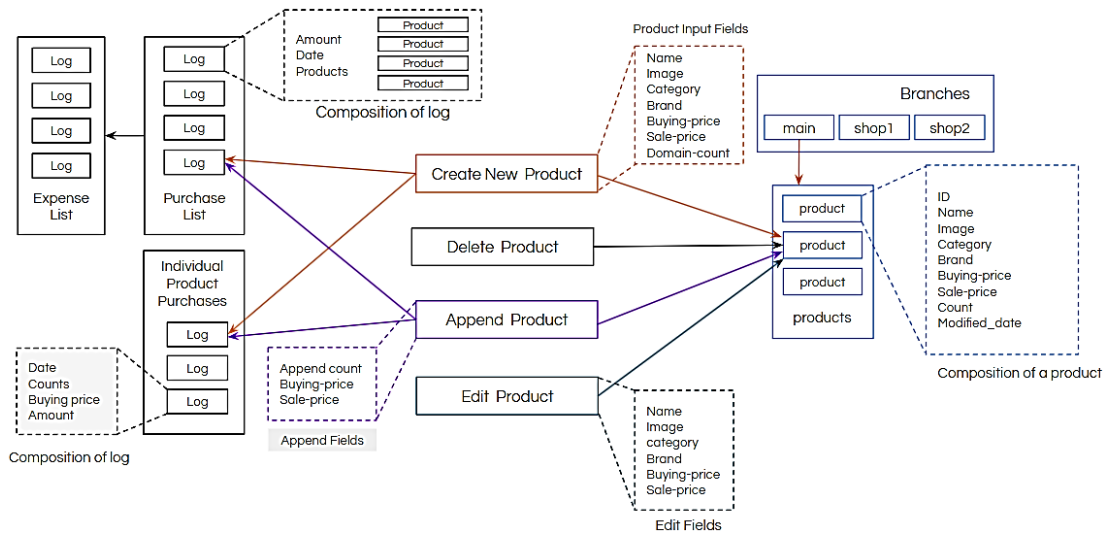 Log
Log
Log
Log
Expense
List
Log
Log
Log
Log
Purchase
List
Amount
Date
Products
Product
Product
Product
Product
Composition of log
Product Input Fields
Name
Image
Category
Brand
Buying-price
Sale-price
Domain-count
Branches
main
shop1
shop2
Create New Product
Delete Product
Append Product
Edit Product
product
product
product
products
ID
Name
Image
Category
Brand
Buying-price
Sale-price
Count
Modified_date
Composition of a product
Individual
Product
Purchases
Log
Log
Log
Date
Counts
Buying price
Amount
Composition of log
Append count
Buying-price
Sale-price
Append Fields
Name
Image
category
Brand
Buying-price
Sale-price
Edit Fields